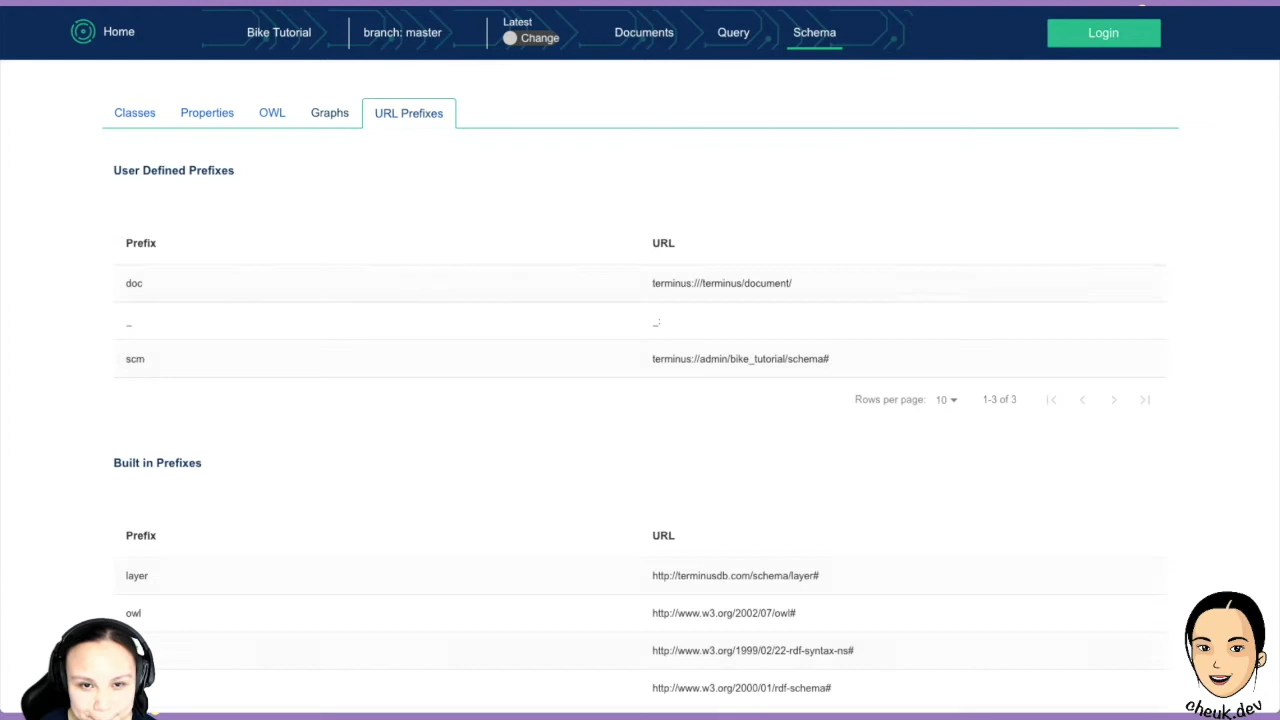 Home
Bike Tutorial
branch: master
Latest
Change
Documents
Query
Schema
Login
Classes
Properties
OWL
Graphs
URL Prefixes
User Defined Prefixes
Prefix URL
doc terminus:///terminus/document/
_ _:
scm terminus://admin/bike_tutorial/schema#
Rows per page: 10 1-3 of 3
Built in Prefixes
Prefix URL
layer http://terminusdb.com/schema/layer#
owl http://www.w3.org/2002/07/owl#
http://www.w3.org/1999/02/22-rdf-syntax-ns#
http://www.w3.org/2000/01/rdf-schema#
cheuk.dev